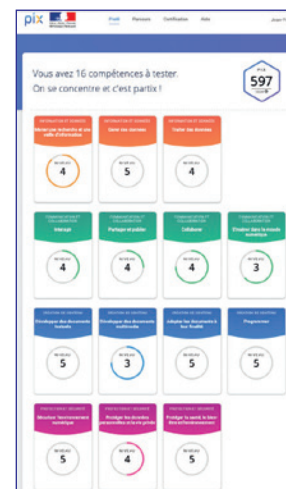 pix
Profil Parcours Certification Aide
Vous avez 16 compétences à tester.
On se concentre et c'est partix !
PIX
597
INFORMATION ET DONNÉES INFORMATION ET DONNÉES INFORMATION ET DONNÉES
Mener une recherche et une veille d'information Gérer des données Traiter des données
NIVEAU NIVEAU NIVEAU
4 5 4
COMMUNICATION ET COLLABORATION COMMUNICATION ET COLLABORATION COMMUNICATION ET COLLABORATION COMMUNICATION ET COLLABORATION
Interagir Partager et publier Collaborer S'insérer dans le monde numérique
NIVEAU NIVEAU NIVEAU NIVEAU
4 4 4 3
CRÉATION DE CONTENU CRÉATION DE CONTENU CRÉATION DE CONTENU CRÉATION DE CONTENU
Développer des documents textuels Développer des documents multimedia Adapter les documents à leur finalité Programmer
NIVEAU NIVEAU NIVEAU NIVEAU
5 3 5 5
PROTECTION ET SÉCURITÉ PROTECTION ET SÉCURITÉ PROTECTION ET SÉCURITÉ
Sécuriser l'environnement numérique Protéger les données personnelles et la vie privée Protéger la santé, le bien-être et l'environnement
NIVEAU NIVEAU NIVEAU
5 4 5